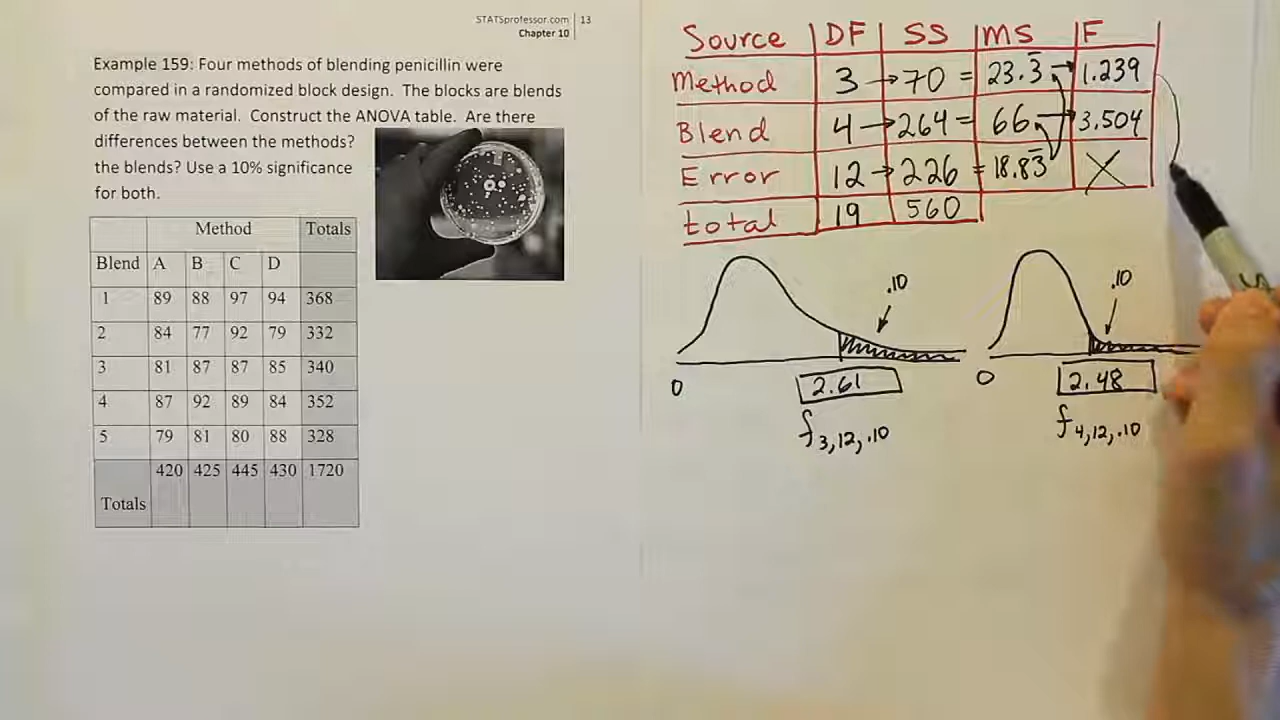 STATSprofessor.com | 13
Chapter 10
Example 159: Four methods of blending penicillin were
compared in a randomized block design. The blocks are blends
of the raw material. Construct the ANOVA table. Are there
differences between the methods?
the blends? Use a 10% significance
for both.
Method Totals
Blend A B C D
1 89 88 97 94 368
2 84 77 92 79 332
3 81 87 87 85 340
4 87 92 89 84 352
5 79 81 80 88 328
420 425 445 430 1720
Totals
Source DF SS MS F
Method 3 → 70 = 23.3̅ → 1.239
Blend 4 → 264 = 66 → 3.504
Error 12 → 226 = 18.83̅ X
total 19 560
.10
0
2.61
f3,12,.10
.10
0
2.48
f4,12,.10